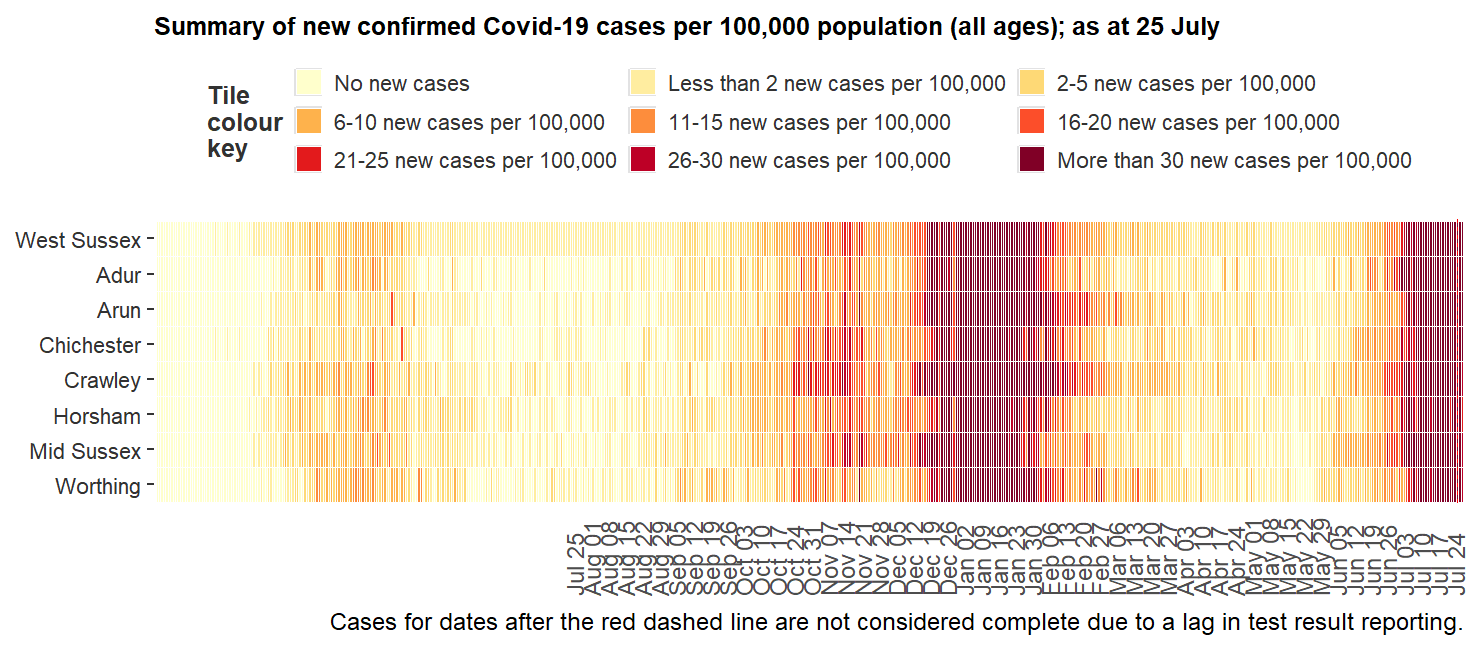 Summary of new confirmed Covid-19 cases per 100,000 population (all ages); as at 25 July
Tile
colour
key
No new cases
Less than 2 new cases per 100,000
2-5 new cases per 100,000
6-10 new cases per 100,000
11-15 new cases per 100,000
16-20 new cases per 100,000
21-25 new cases per 100,000
26-30 new cases per 100,000
More than 30 new cases per 100,000
West Sussex
Adur
Arun
Chichester
Crawley
Horsham
Mid Sussex
Worthing
Jul 25
Aug 01
Aug 08
Aug 15
Aug 22
Aug 29
Sep 05
Sep 12
Sep 19
Sep 26
Oct 03
Oct 10
Oct 17
Oct 24
Oct 31
Nov 07
Nov 14
Nov 21
Nov 28
Dec 05
Dec 12
Dec 19
Dec 26
Jan 02
Jan 09
Jan 16
Jan 23
Jan 30
Feb 06
Feb 13
Feb 20
Feb 27
Mar 06
Mar 13
Mar 20
Mar 27
Apr 03
Apr 10
Apr 17
Apr 24
May 01
May 08
May 15
May 22
May 29
Jun 05
Jun 12
Jun 19
Jun 26
Jul 03
Jul 10
Jul 17
Jul 24
Cases for dates after the red dashed line are not considered complete due to a lag in test result reporting.